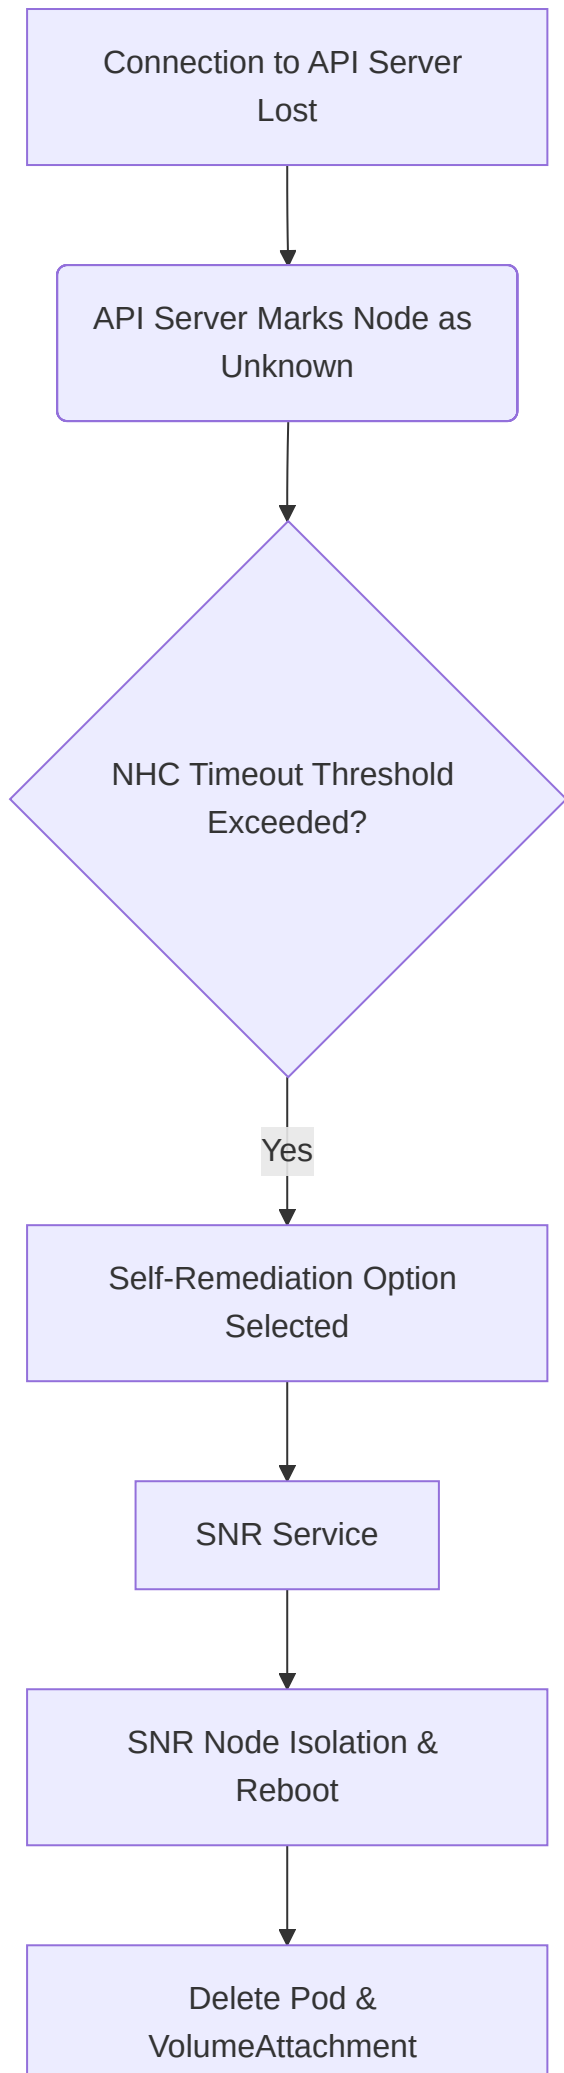 Connection to API Server
Lost
API Server Marks Node as
Unknown
NHC Timeout Threshold
Exceeded?
Yes
Self-Remediation Option
Selected
SNR Service
SNR Node Isolation &
Reboot
Delete Pod &
VolumeAttachment